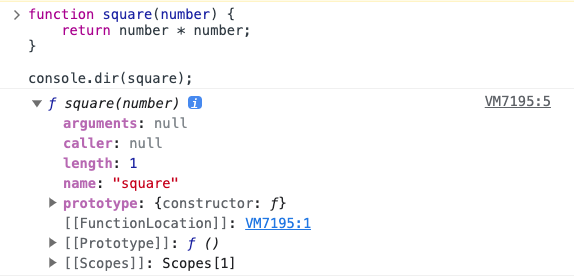 > function square(number) {
    return number * number;
}
console.dir(square);
▼ ƒ square(number) i VM7195:5
arguments: null
caller: null
length: 1
name: "square"
▶ prototype: {constructor: ƒ}
[[FunctionLocation]]: VM7195:1
▶ [[Prototype]]: ƒ ()
▶ [[Scopes]]: Scopes[1]